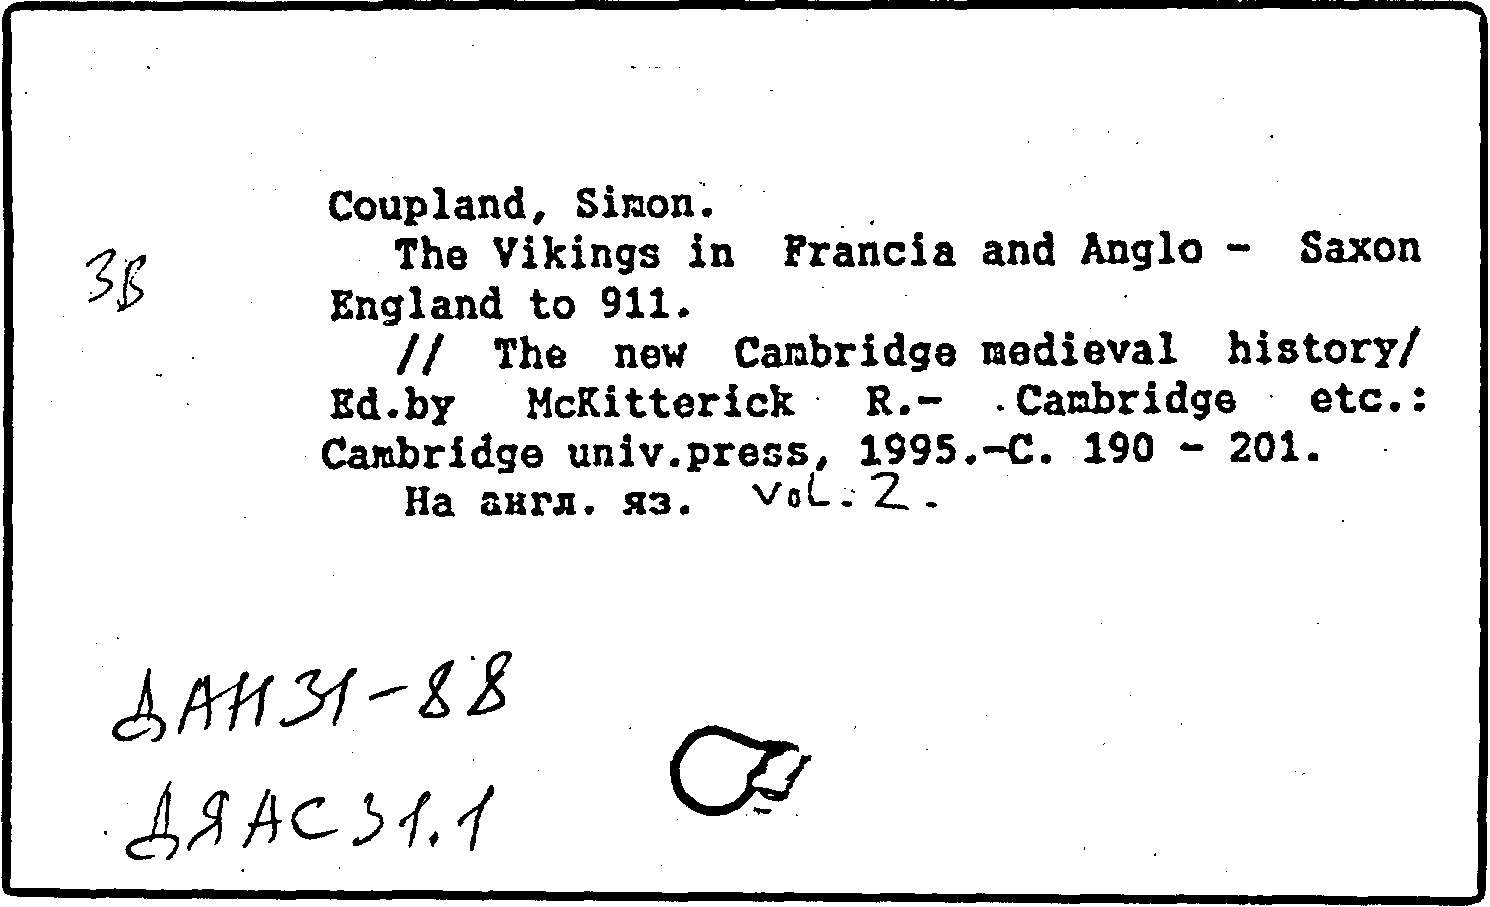 Coupland, Simon.
The Vikings in Francia and Anglo - Saxon
England to 911.
// The new Cambridge medieval history/
Ed.by McKitterick R.- Cambridge etc.:
Cambridge univ.press, 1995.-С. 190 - 201.
На англ. яз. Vol. 2.
ЗВ
ДАН31-88
ДЯАС31.1